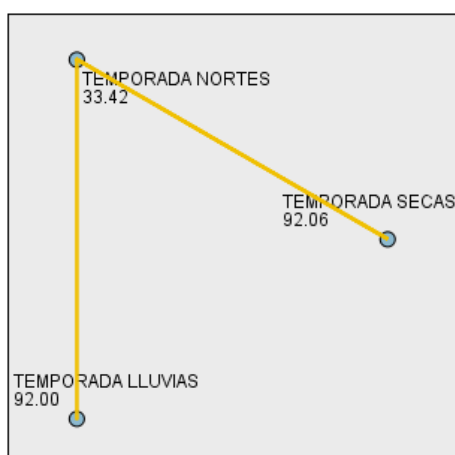 TEMPORADA NORTES
33.42
TEMPORADA SECAS
92.06
TEMPORADA LLUVIAS
92.00